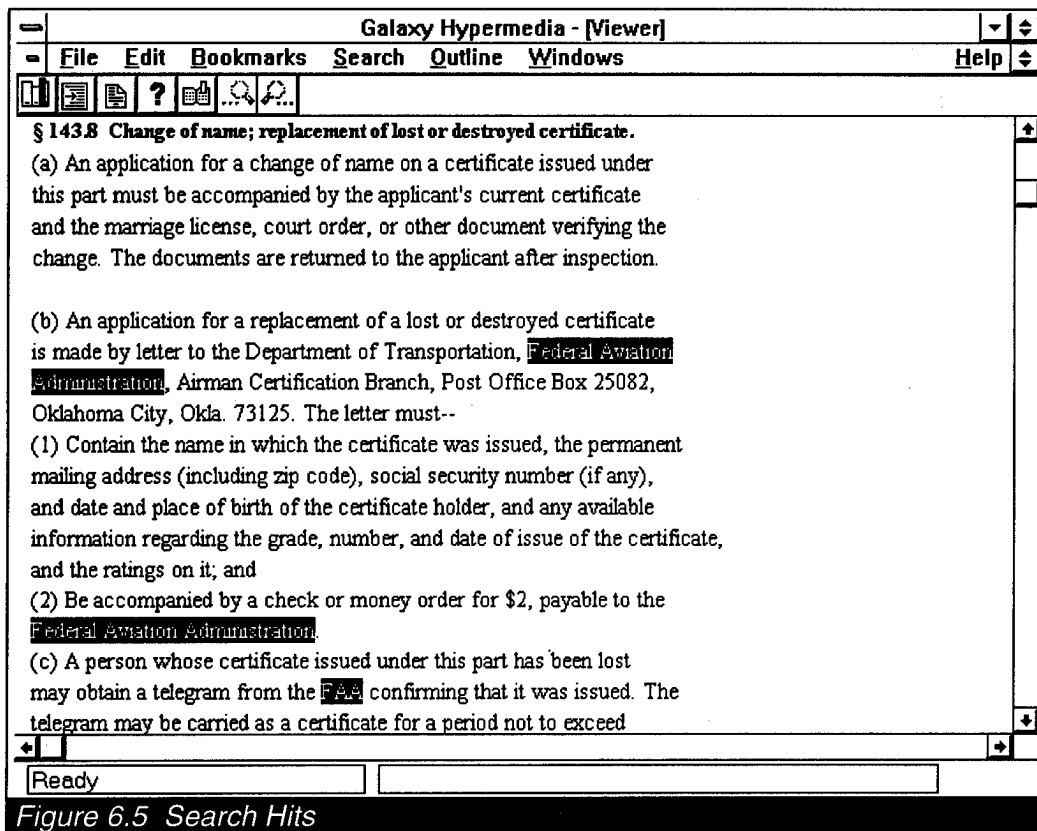 Galaxy Hypermedia - [Viewer]
File Edit Bookmarks Search Outline Windows Help
?
§ 143.8 Change of name; replacement of lost or destroyed certificate.
(a) An application for a change of name on a certificate issued under
this part must be accompanied by the applicant's current certificate
and the marriage license, court order, or other document verifying the
change. The documents are returned to the applicant after inspection.
(b) An application for a replacement of a lost or destroyed certificate
is made by letter to the Department of Transportation, Federal Aviation
Administration, Airman Certification Branch, Post Office Box 25082,
Oklahoma City, Okla. 73125. The letter must--
(1) Contain the name in which the certificate was issued, the permanent
mailing address (including zip code), social security number (if any),
and date and place of birth of the certificate holder, and any available
information regarding the grade, number, and date of issue of the certificate,
and the ratings on it; and
(2) Be accompanied by a check or money order for $2, payable to the
Federal Aviation Administration.
(c) A person whose certificate issued under this part has been lost
may obtain a telegram from the FAA confirming that it was issued. The
telegram may be carried as a certificate for a period not to exceed
Ready
Figure 6.5 Search Hits